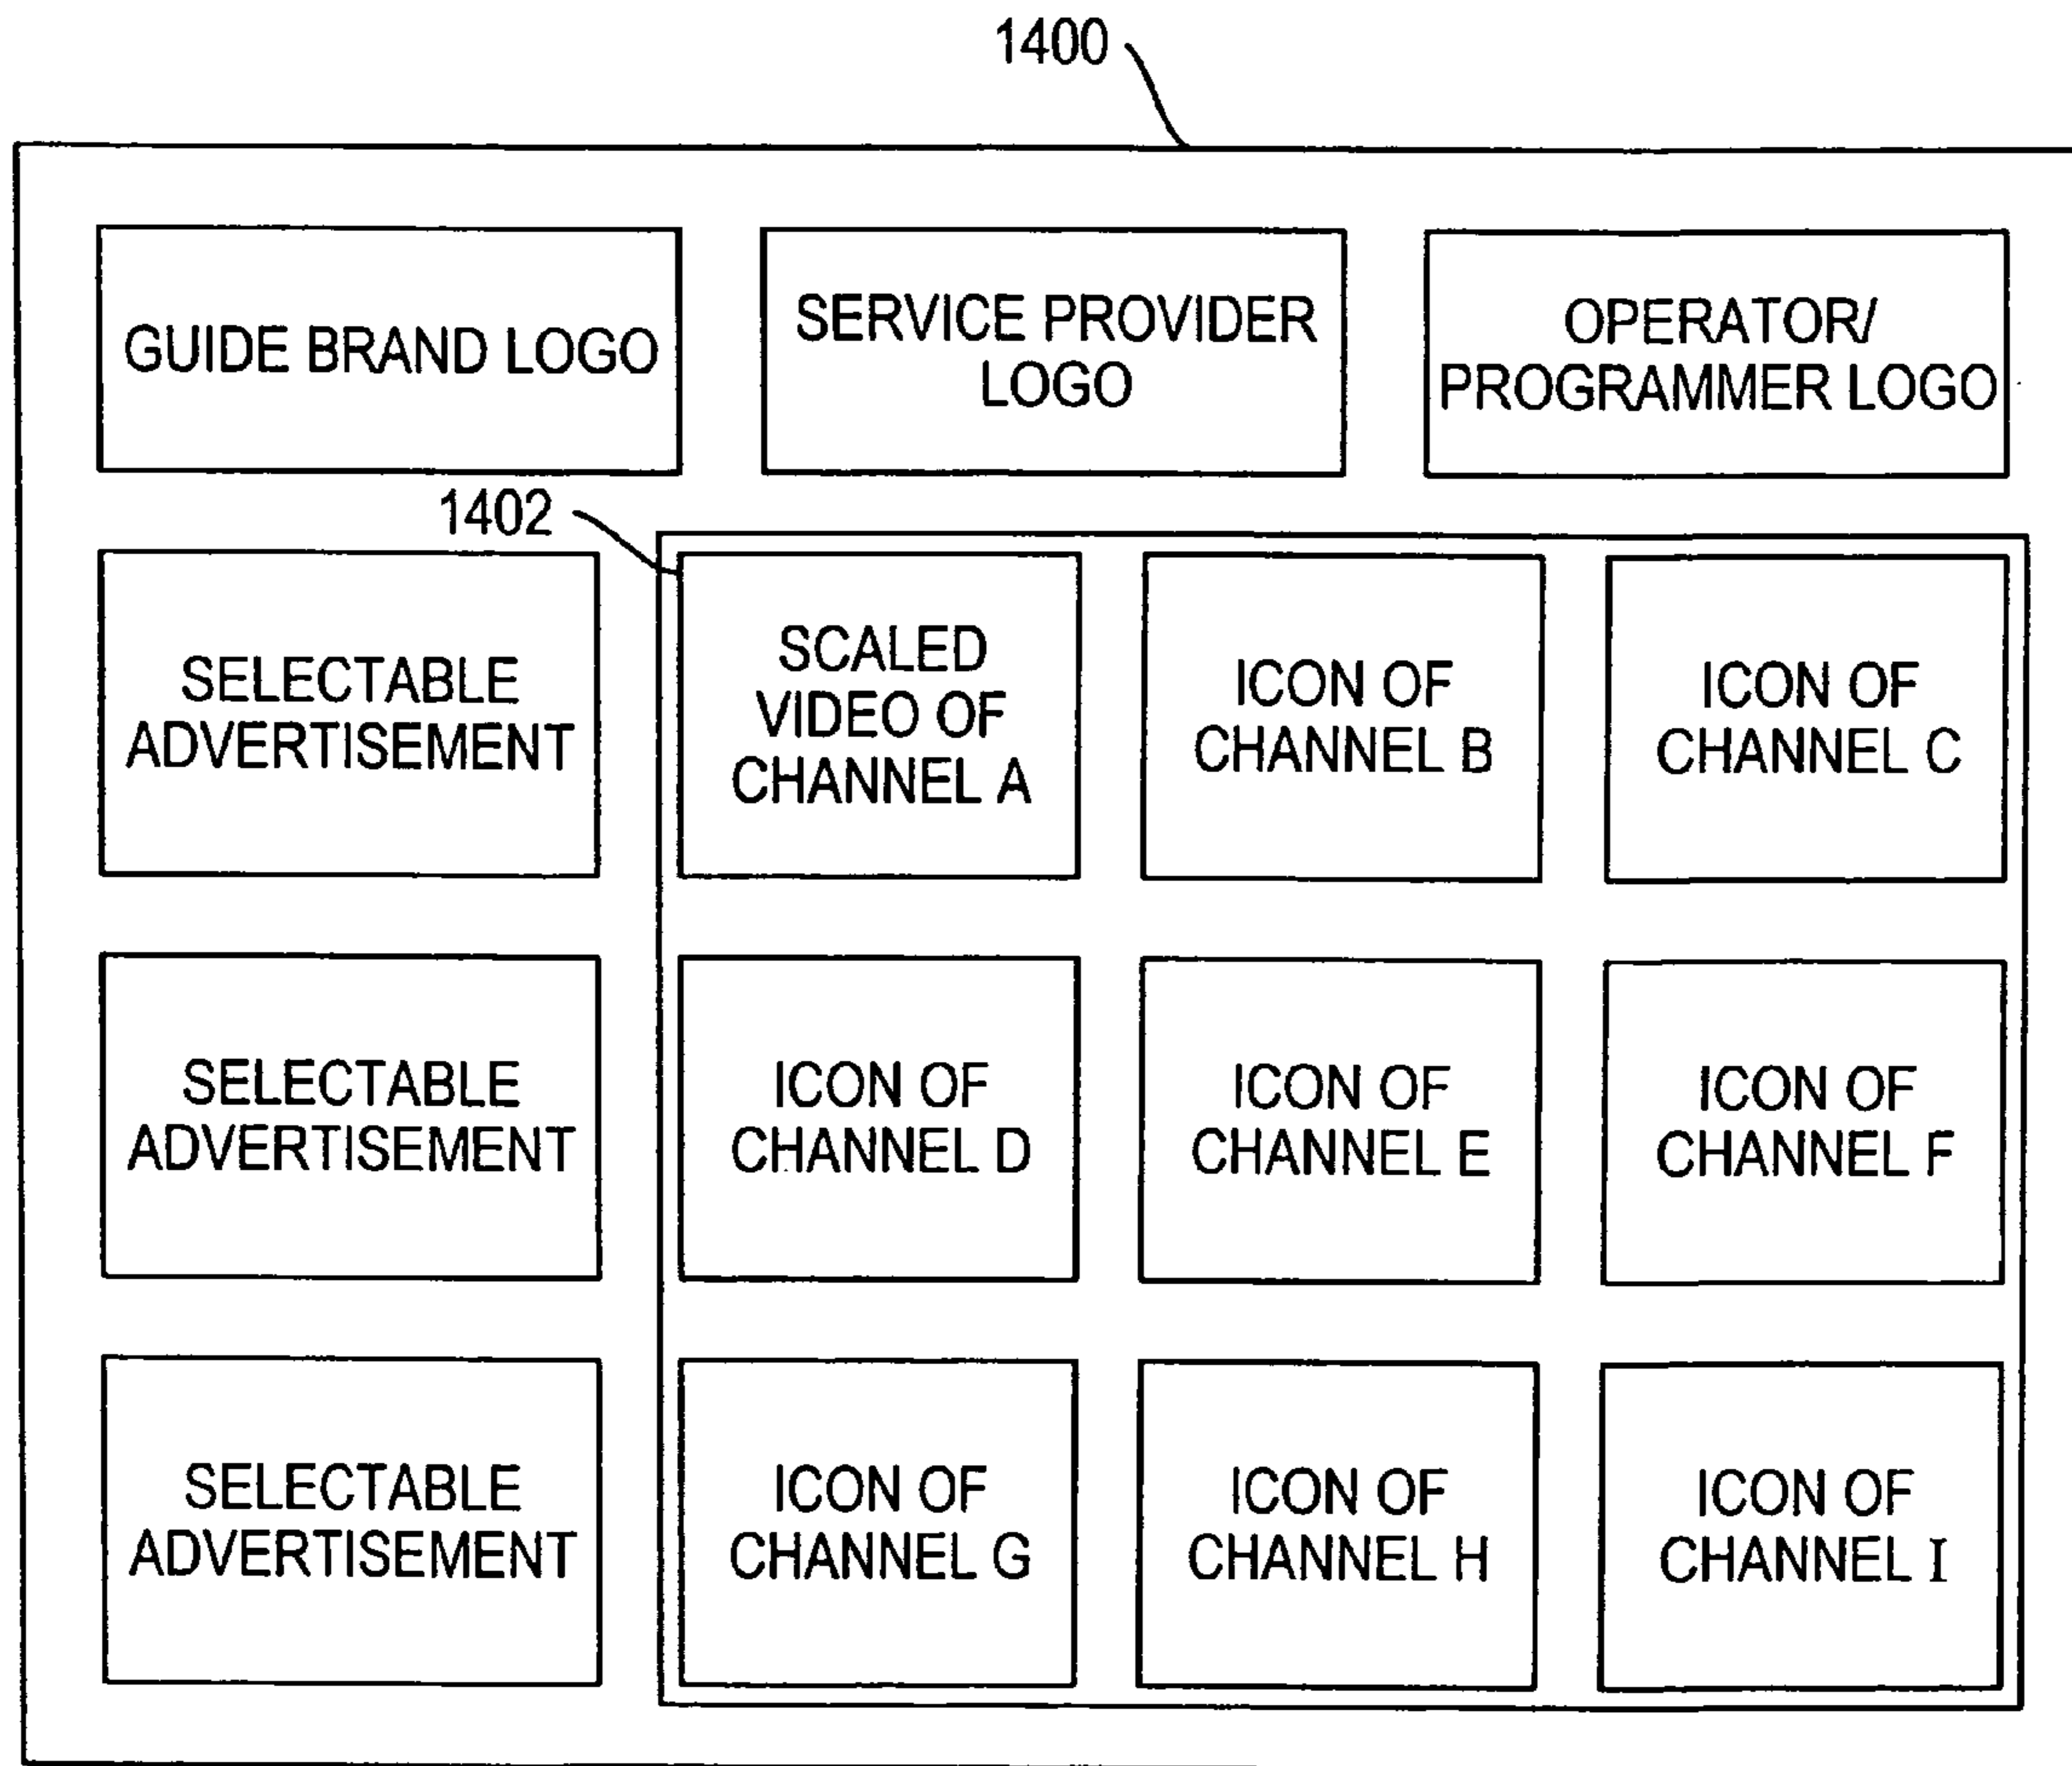 1400
GUIDE BRAND LOGO
SERVICE PROVIDER
LOGO
OPERATOR/
PROGRAMMER LOGO
1402
SELECTABLE
ADVERTISEMENT
SCALED
VIDEO OF
CHANNEL A
ICON OF
CHANNEL B
ICON OF
CHANNEL C
SELECTABLE
ADVERTISEMENT
ICON OF
CHANNEL D
ICON OF
CHANNEL E
ICON OF
CHANNEL F
SELECTABLE
ADVERTISEMENT
ICON OF
CHANNEL G
ICON OF
CHANNEL H
ICON OF
CHANNEL I